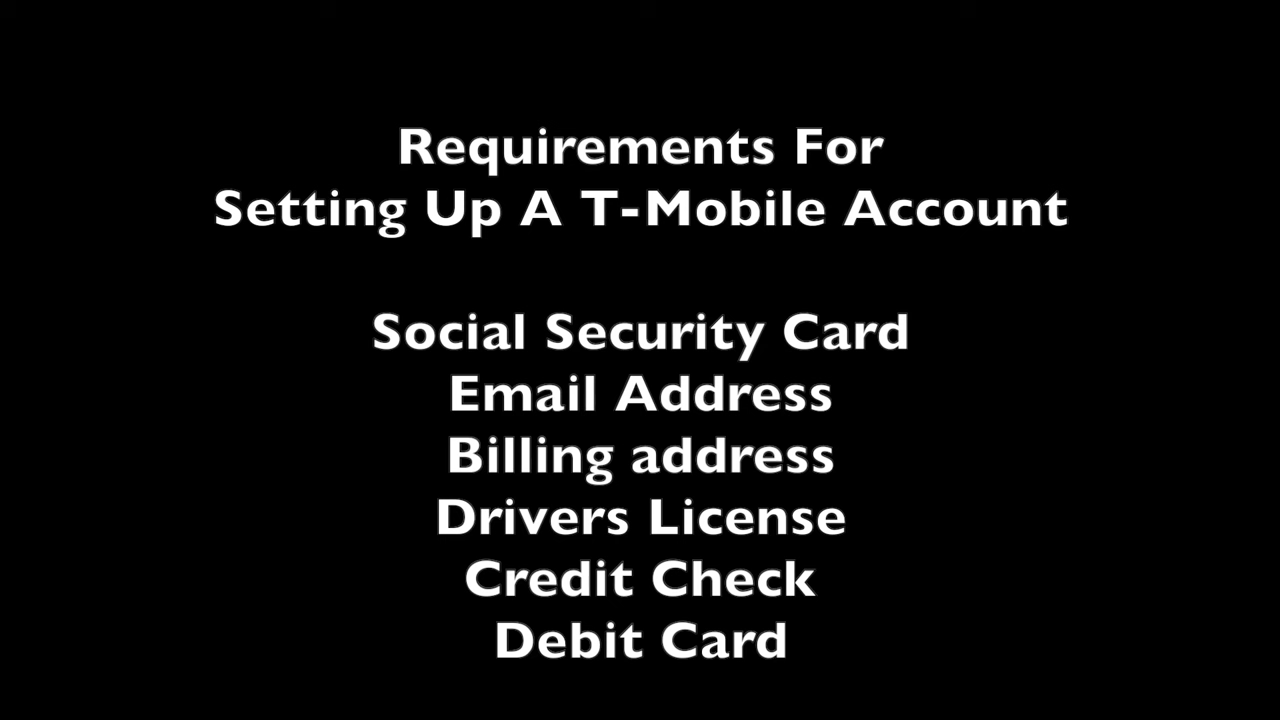 Requirements For
Setting Up A T-Mobile Account
Social Security Card
Email Address
Billing address
Drivers License
Credit Check
Debit Card